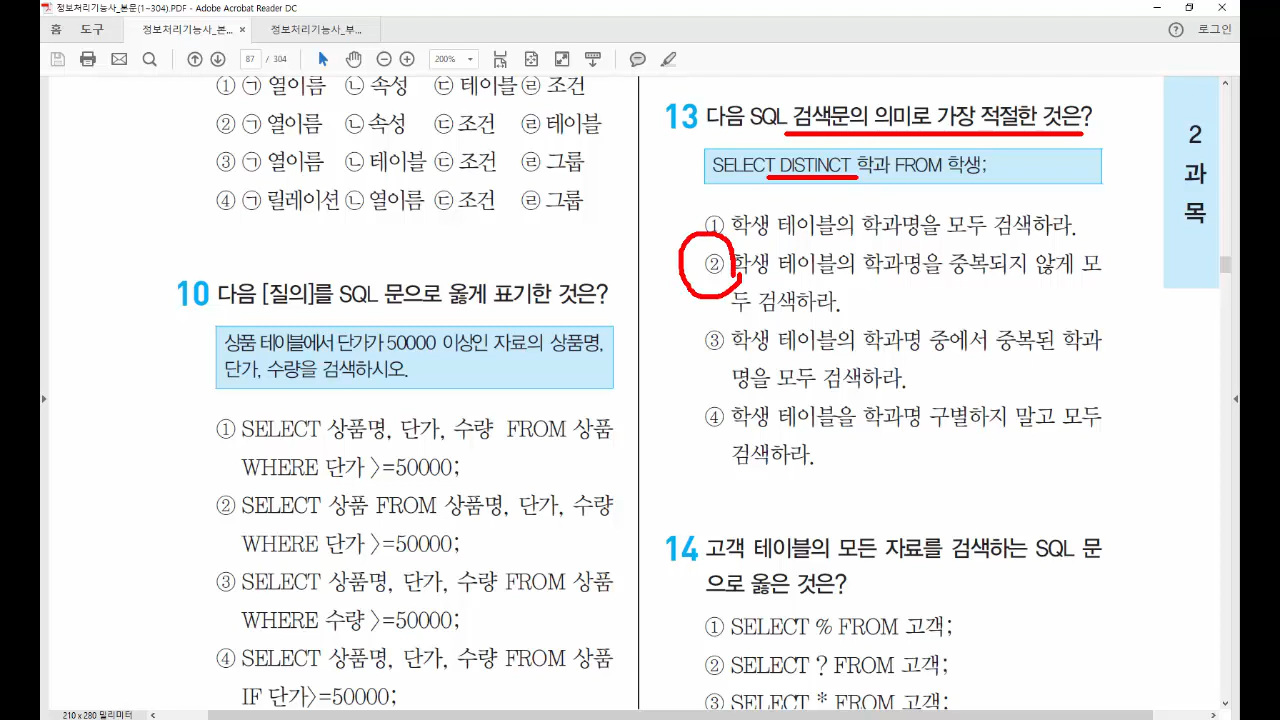 정보처리기능사_본문(1-304).PDF - Adobe Acrobat Reader DC
홈 도구 정보처리기능사_본... × 정보처리기능사_부...
로그인
87 / 304 200%
① ㉠ 열이름 ㉡ 속성 ㉢ 테이블 ㉣ 조건
② ㉠ 열이름 ㉡ 속성 ㉢ 조건 ㉣ 테이블
③ ㉠ 열이름 ㉡ 테이블 ㉢ 조건 ㉣ 그룹
④ ㉠ 릴레이션 ㉡ 열이름 ㉢ 조건 ㉣ 그룹
10 다음 [질의]를 SQL 문으로 옳게 표기한 것은?
상품 테이블에서 단가가 50000 이상인 자료의 상품명,
단가, 수량을 검색하시오.
① SELECT 상품명, 단가, 수량 FROM 상품
WHERE 단가 〉=50000;
② SELECT 상품 FROM 상품명, 단가, 수량
WHERE 단가 〉=50000;
③ SELECT 상품명, 단가, 수량 FROM 상품
WHERE 수량 〉=50000;
④ SELECT 상품명, 단가, 수량 FROM 상품
IF 단가〉=50000;
13 다음 SQL 검색문의 의미로 가장 적절한 것은?
SELECT DISTINCT 학과 FROM 학생;
① 학생 테이블의 학과명을 모두 검색하라.
② 학생 테이블의 학과명을 중복되지 않게 모
두 검색하라.
③ 학생 테이블의 학과명 중에서 중복된 학과
명을 모두 검색하라.
④ 학생 테이블을 학과명 구별하지 말고 모두
검색하라.
14 고객 테이블의 모든 자료를 검색하는 SQL 문
으로 옳은 것은?
① SELECT % FROM 고객;
② SELECT ? FROM 고객;
③ SELECT * FROM 고객;
2
과
목
210 x 280 밀리미터